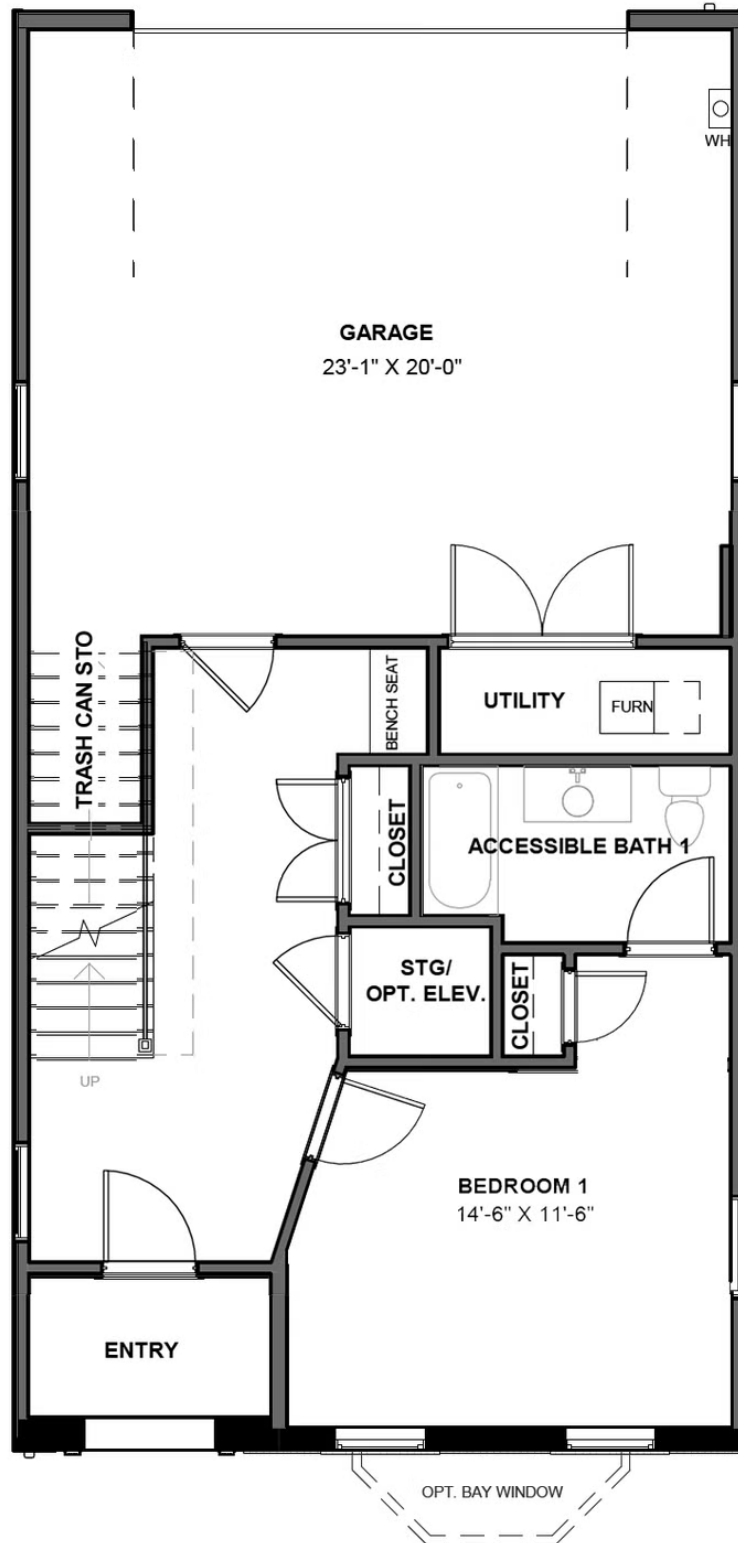 WH
GARAGE
23'-1" X 20'-0"
TRASH CAN STO
BENCH SEAT
UTILITY
FURN
CLOSET
ACCESSIBLE BATH 1
STG/
OPT. ELEV.
CLOSET
UP
BEDROOM 1
14'-6" X 11'-6"
ENTRY
OPT. BAY WINDOW